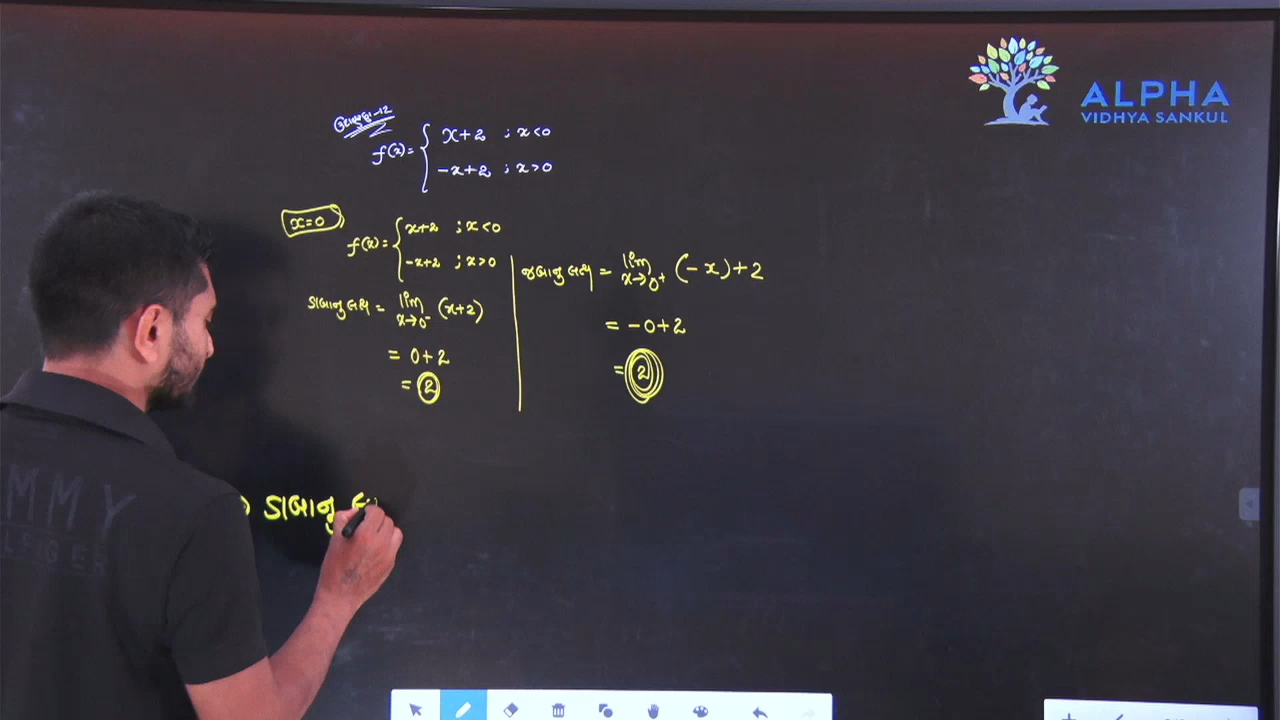 ALPHA
VIDHYA SANKUL
ઉદાહરણ-12
f(x) = { x+2 ; x<0
-x+2 ; x>0
x=0
f(x) = { x+2 ; x<0
-x+2 ; x>0
ડાબાનુ લક્ષ = lim x→0⁻ (x+2)
= 0+2
= 2
જબાનુ લક્ષ = lim x→0⁺ (-x)+2
= -0+2
= 2
ડાબાનુ